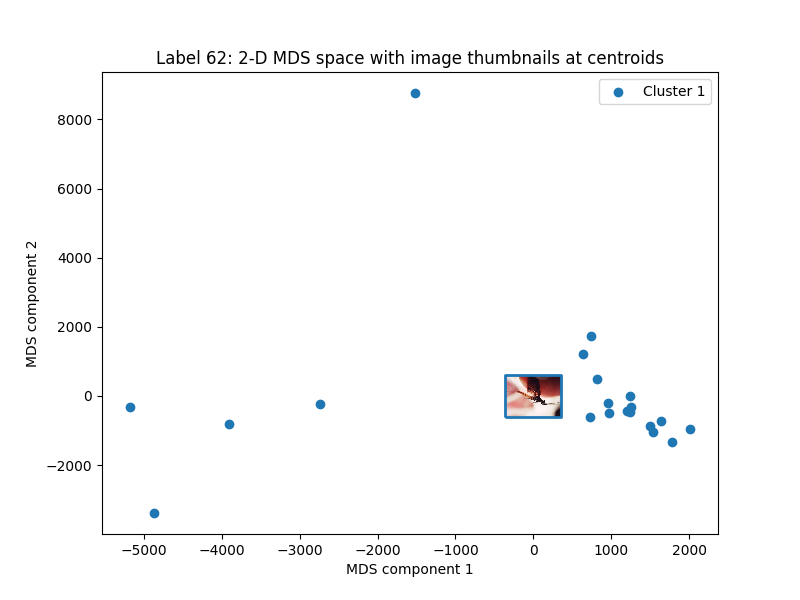 Label 62: 2-D MDS space with image thumbnails at centroids
Cluster 1
8000
6000
4000
2000
0
−2000
MDS component 2
−5000 −4000 −3000 −2000 −1000 0 1000 2000
MDS component 1